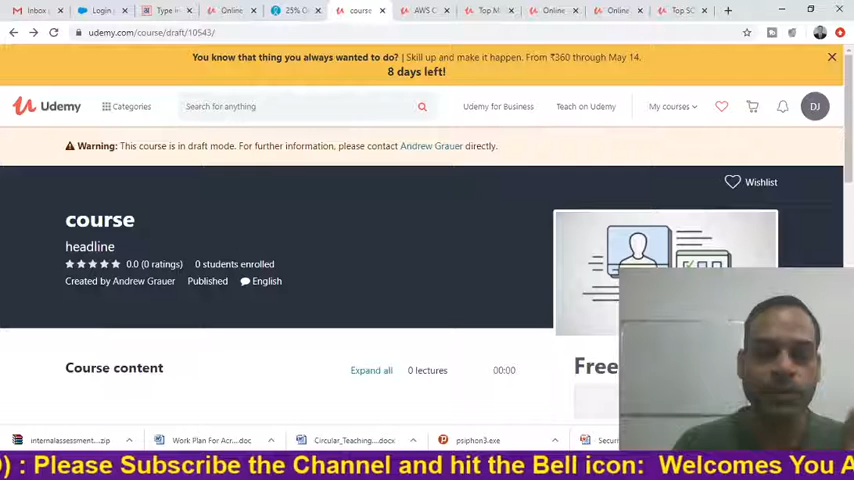 Inbox
Login
Type in
Online
25% O
course
AWS C
Top M
Online
Online
Top SC
udemy.com/course/draft/10543/
You know that thing you always wanted to do? | Skill up and make it happen. From ₹360 through May 14.
8 days left!
Udemy
Categories
Search for anything
Udemy for Business
Teach on Udemy
My courses
DJ
Warning: This course is in draft mode. For further information, please contact Andrew Grauer directly.
Wishlist
course
headline
0.0 (0 ratings) 0 students enrolled
Created by Andrew Grauer Published English
Course content
Expand all
0 lectures
00:00
Free
internalassessment....zip
Work Plan For Acr....doc
Circular_Teaching....docx
psiphon3.exe
Secur
) : Please Subscribe the Channel and hit the Bell icon: Welcomes You A